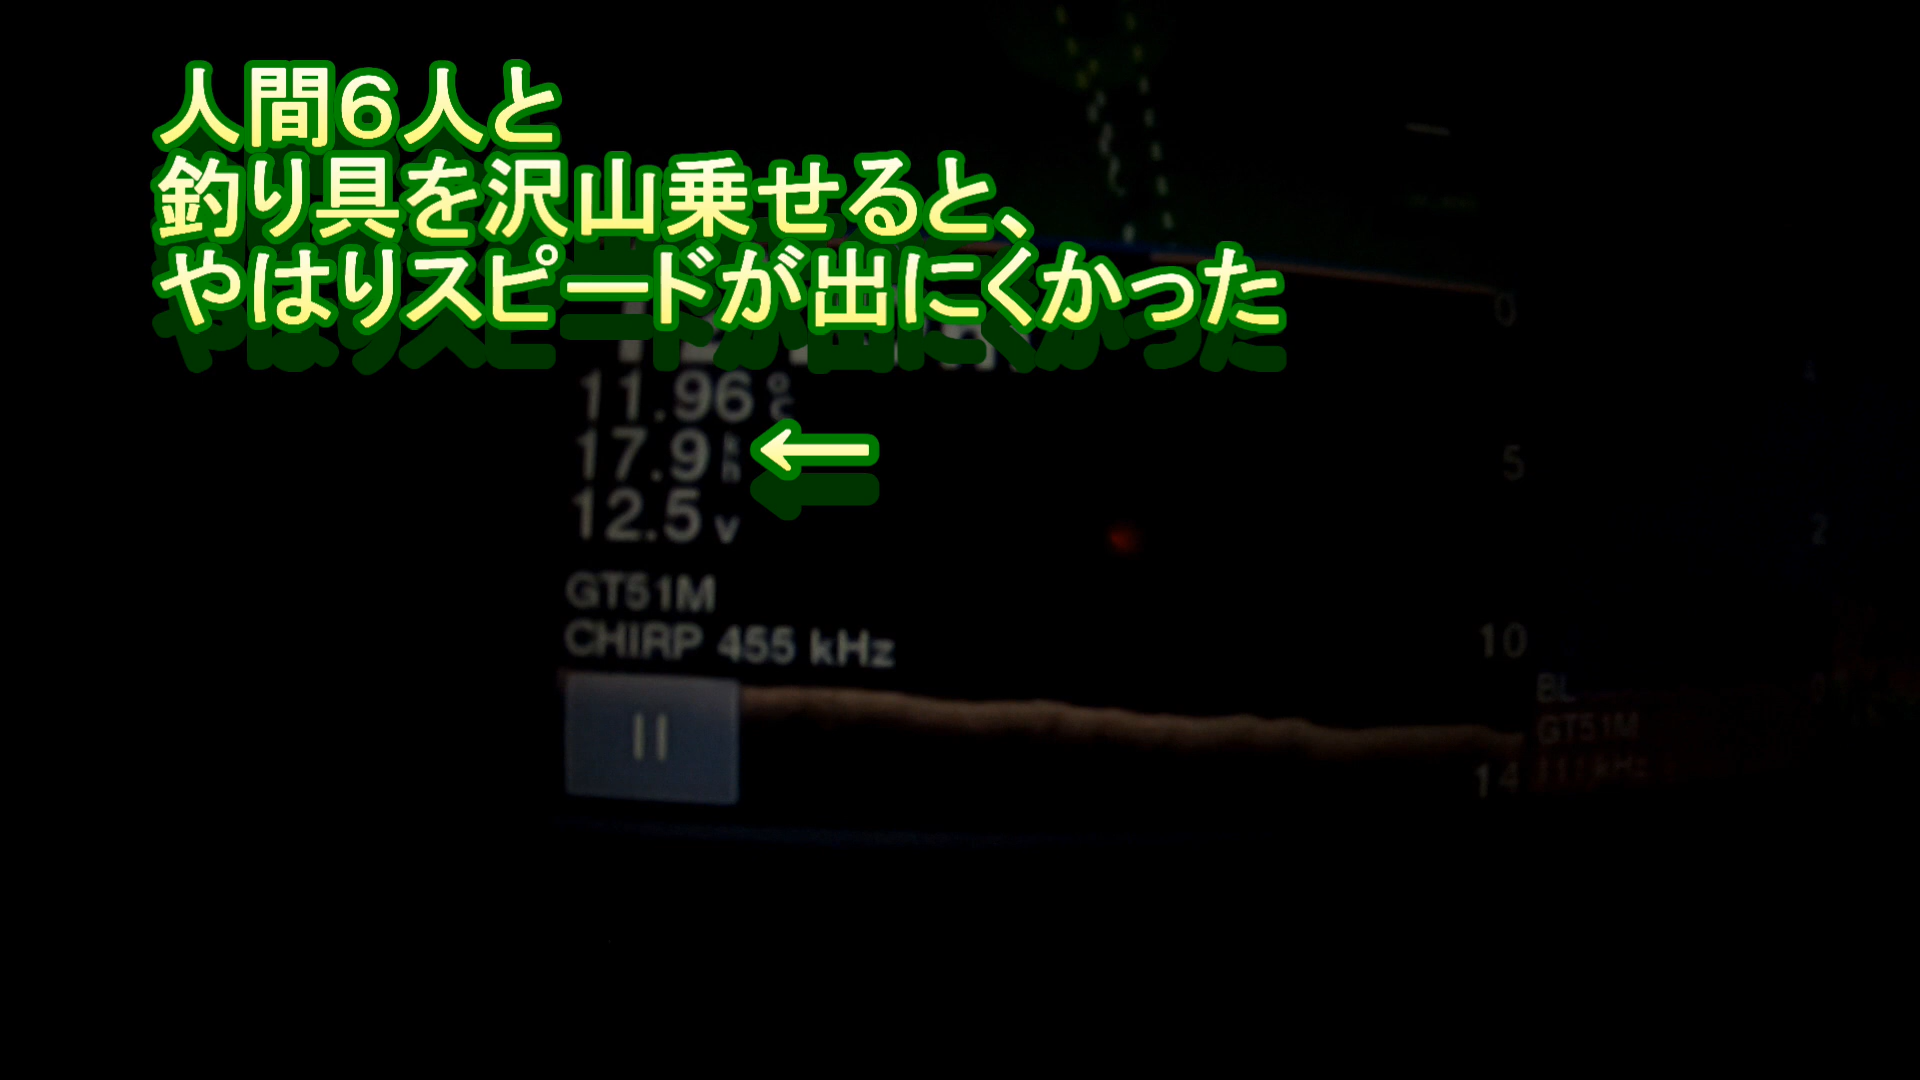 人間６人と
釣り具を沢山乗せると、
やはりスピードが出にくかった
11.96 °C
17.9 kh ←
12.5 V
GT51M
CHIRP 455 kHz
0
5
10
14
2
BL
GT51M